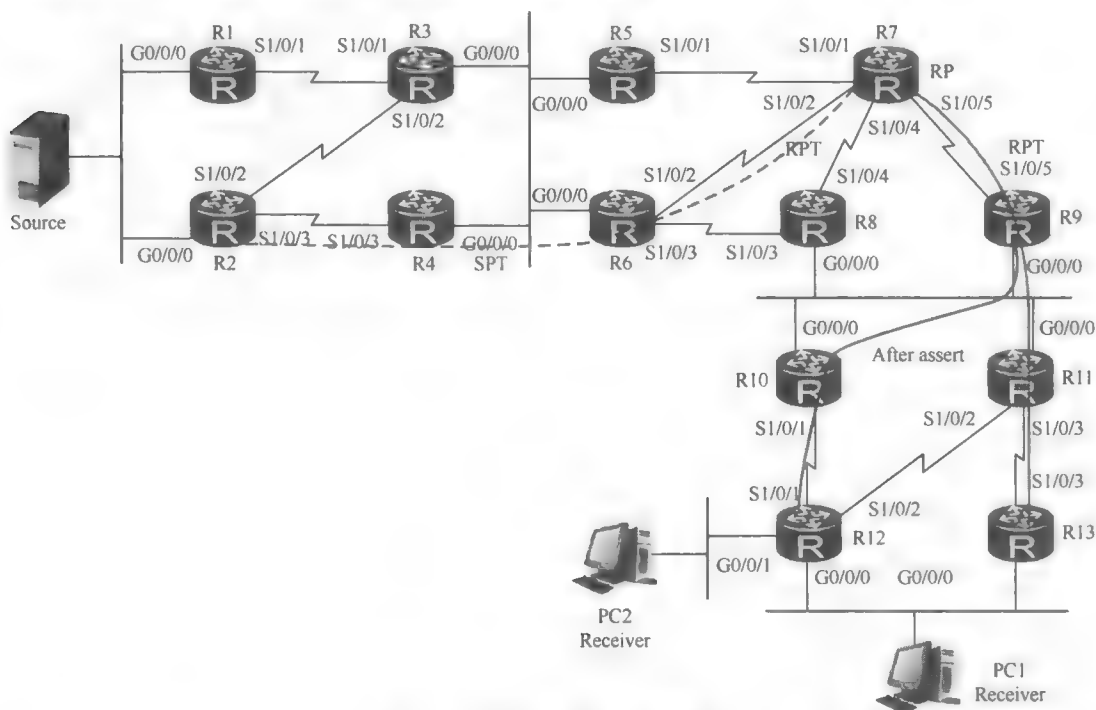 R1
R3
R5
R7
S1/0/1
S1/0/1
G0/0/0
S1/0/1
S1/0/1
G0/0/0
R
R
R
R
RP
G0/0/0
S1/0/2
S1/0/5
S1/0/2
S1/0/4
RPT
RPT
S1/0/5
S1/0/2
S1/0/2
G0/0/0
S1/0/4
Source
R
R
R
R
R8
R
R9
G0/0/0
S1/0/3
S1/0/3
G0/0/0
S1/0/3
S1/0/3
R2
R4
SPT
R6
G0/0/0
G0/0/0
G0/0/0
G0/0/0
After assert
R10
R
R
R11
S1/0/1
S1/0/2
S1/0/3
S1/0/1
S1/0/2
S1/0/3
R
R12
R
R13
G0/0/1
G0/0/0
G0/0/0
PC2
Receiver
PC1
Receiver